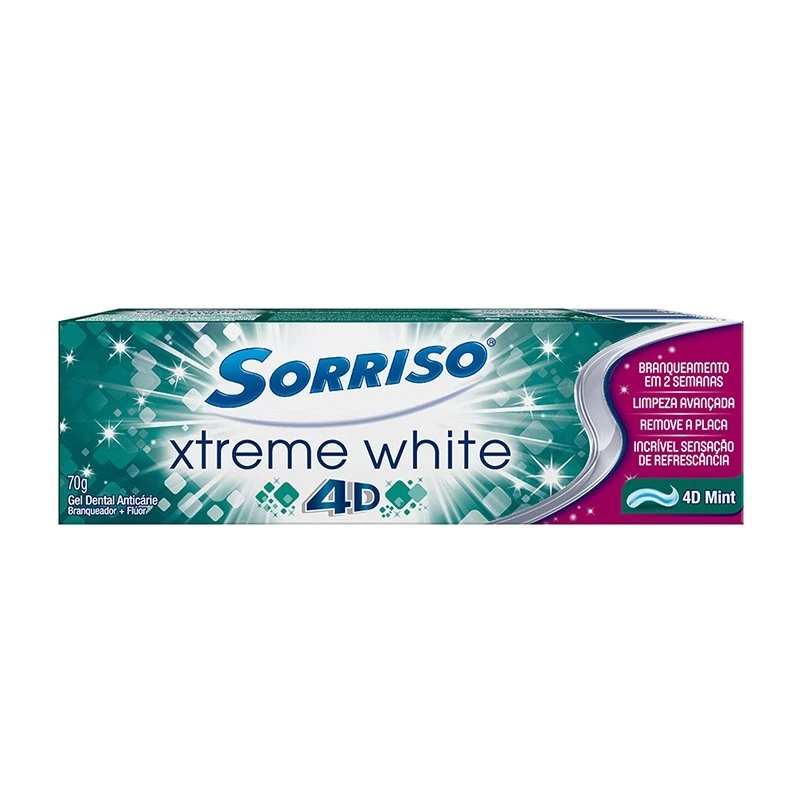 SORRISO®
xtreme white
4D
70g
Gel Dental Anticárie
Branqueador + Flúor
BRANQUEAMENTO
EM 2 SEMANAS
LIMPEZA AVANÇADA
REMOVE A PLACA
INCRÍVEL SENSAÇÃO
DE REFRESCÂNCIA
4D Mint